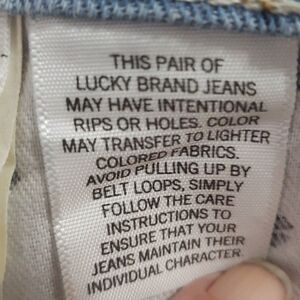 THIS PAIR OF
LUCKY BRAND JEANS
MAY HAVE INTENTIONAL
RIPS OR HOLES. COLOR
MAY TRANSFER TO LIGHTER
COLORED FABRICS.
AVOID PULLING UP BY
BELT LOOPS, SIMPLY
FOLLOW THE CARE
INSTRUCTIONS TO
ENSURE THAT YOUR
JEANS MAINTAIN THEIR
INDIVIDUAL CHARACTER.